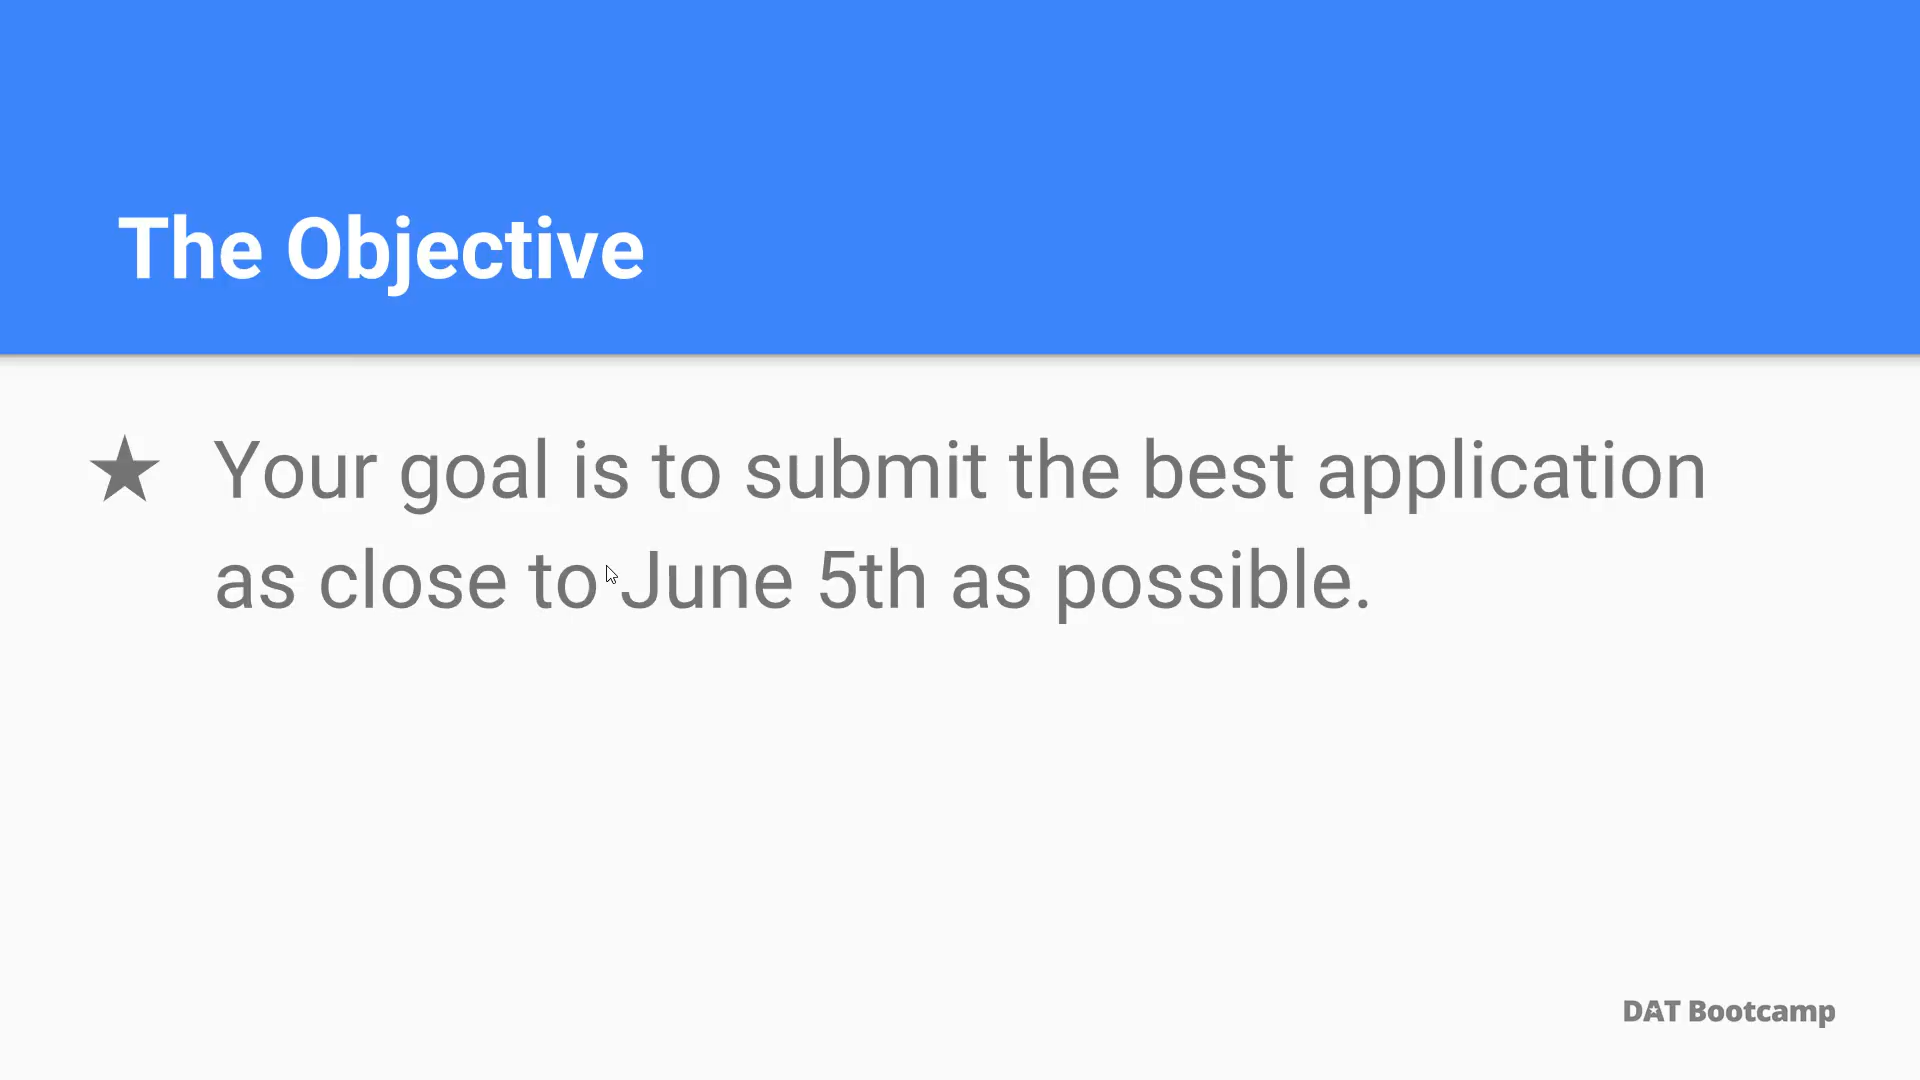 The Objective
★ Your goal is to submit the best application
as close to June 5th as possible.
DAT Bootcamp